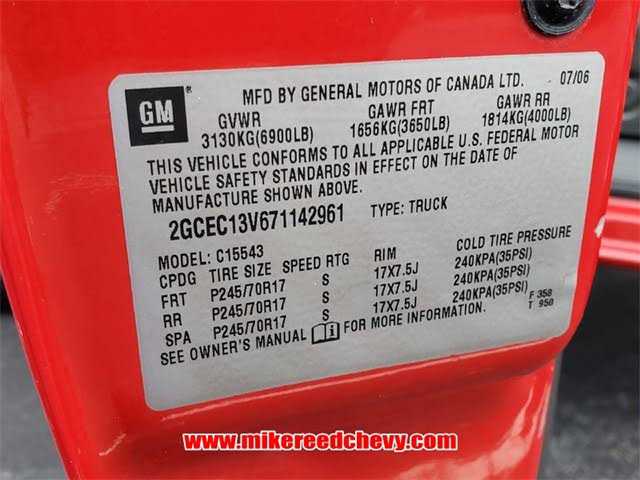 GM
MFD BY GENERAL MOTORS OF CANADA LTD. 07/06
GVWR GAWR FRT GAWR RR
3130KG(6900LB) 1656KG(3650LB) 1814KG(4000LB)
THIS VEHICLE CONFORMS TO ALL APPLICABLE U.S. FEDERAL MOTOR
VEHICLE SAFETY STANDARDS IN EFFECT ON THE DATE OF
MANUFACTURE SHOWN ABOVE.
2GCEC13V671142961 TYPE: TRUCK
MODEL: C15543
CPDG TIRE SIZE SPEED RTG RIM COLD TIRE PRESSURE
FRT P245/70R17 S 17X7.5J 240KPA(35PSI)
RR P245/70R17 S 17X7.5J 240KPA(35PSI)
SPA P245/70R17 S 17X7.5J 240KPA(35PSI)
SEE OWNER'S MANUAL FOR MORE INFORMATION.
F 358
T 950
www.mikereedchevy.com